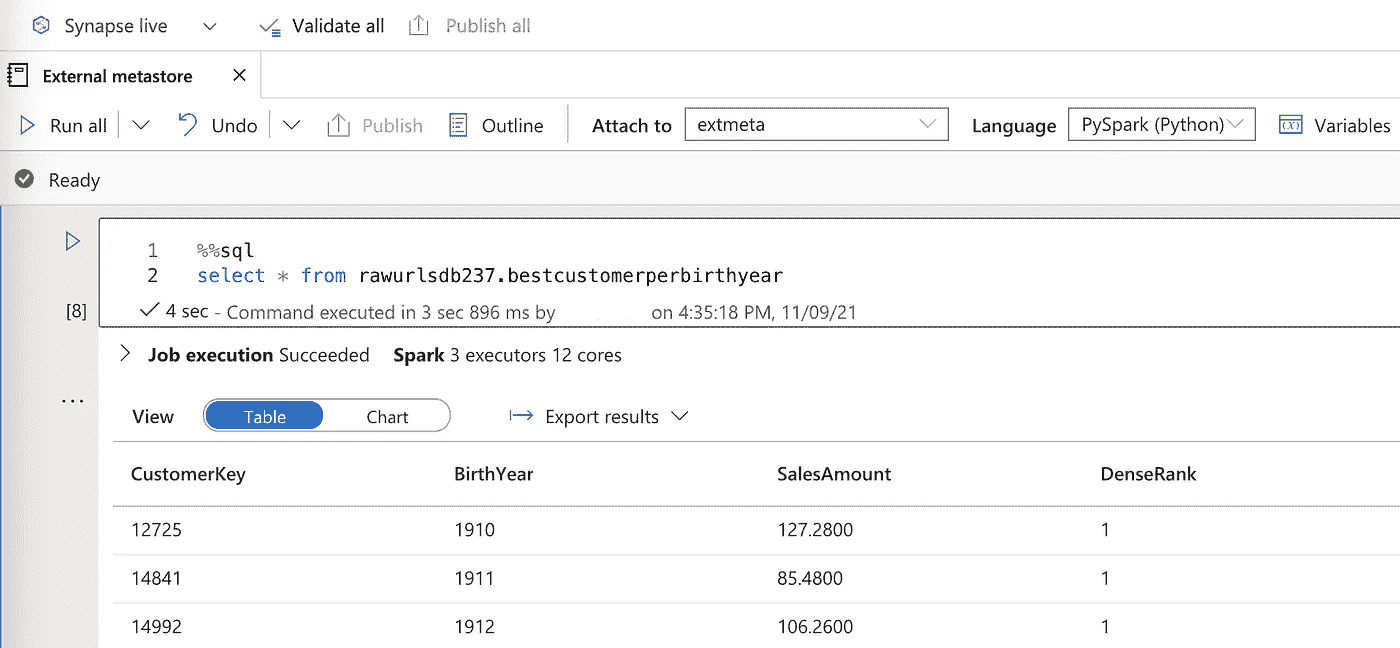 Synapse live Validate all Publish all
External metastore
Run all Undo Publish Outline Attach to extmeta Language PySpark (Python) Variables
Ready
1 %%sql
2 select * from rawurlsdb237.bestcustomerperbirthyear
[8] 4 sec - Command executed in 3 sec 896 ms by on 4:35:18 PM, 11/09/21
Job execution Succeeded Spark 3 executors 12 cores
...
View Table Chart Export results
CustomerKey BirthYear SalesAmount DenseRank
12725 1910 127.2800 1
14841 1911 85.4800 1
14992 1912 106.2600 1